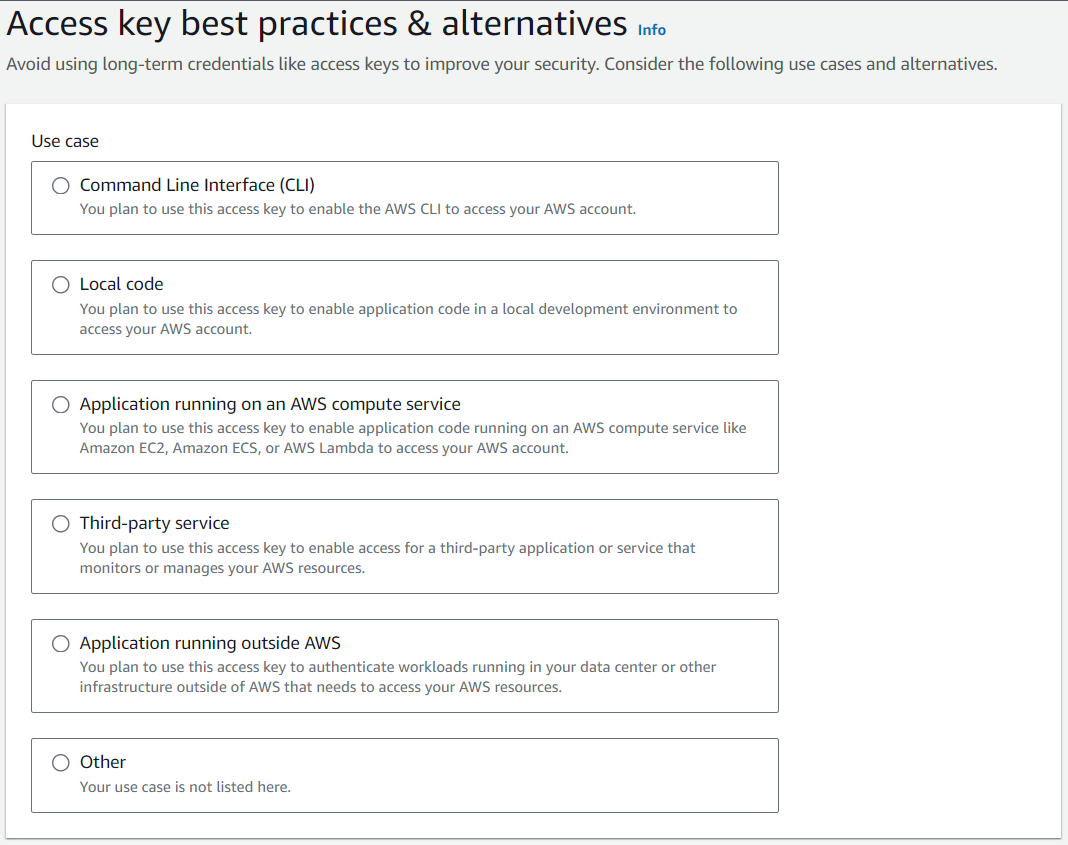 Access key best practices & alternatives Info
Avoid using long-term credentials like access keys to improve your security. Consider the following use cases and alternatives.
Use case
Command Line Interface (CLI)
You plan to use this access key to enable the AWS CLI to access your AWS account.
Local code
You plan to use this access key to enable application code in a local development environment to
access your AWS account.
Application running on an AWS compute service
You plan to use this access key to enable application code running on an AWS compute service like
Amazon EC2, Amazon ECS, or AWS Lambda to access your AWS account.
Third-party service
You plan to use this access key to enable access for a third-party application or service that
monitors or manages your AWS resources.
Application running outside AWS
You plan to use this access key to authenticate workloads running in your data center or other
infrastructure outside of AWS that needs to access your AWS resources.
Other
Your use case is not listed here.